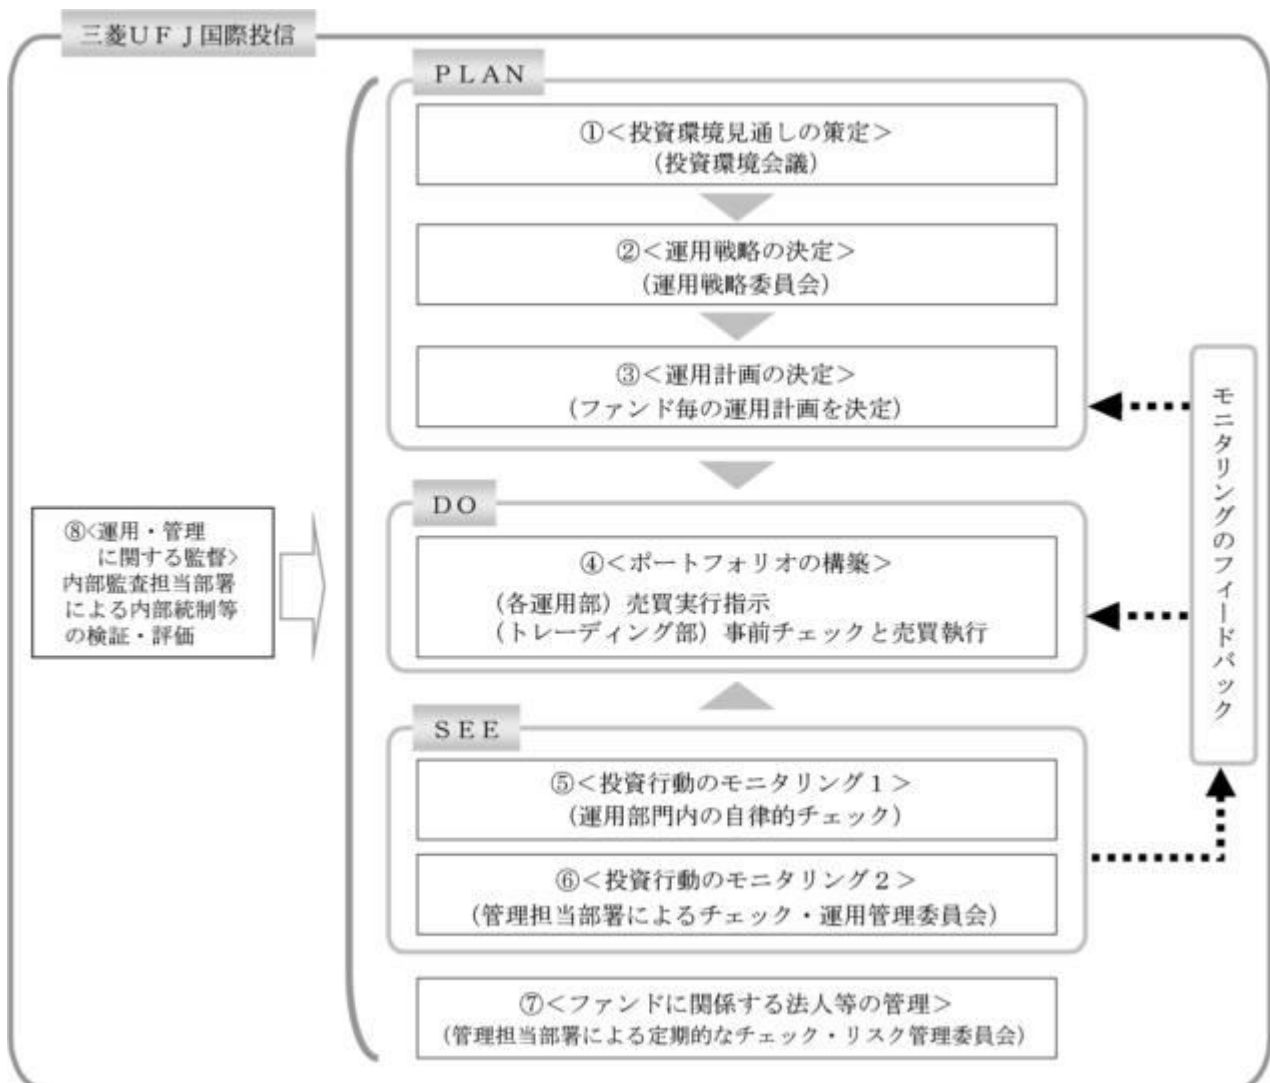 三菱ＵＦＪ国際投信
ＰＬＡＮ
①＜投資環境見通しの策定＞
（投資環境会議）
②＜運用戦略の決定＞
（運用戦略委員会）
③＜運用計画の決定＞
（ファンド毎の運用計画を決定）
ＤＯ
④＜ポートフォリオの構築＞
（各運用部）売買実行指示
（トレーディング部）事前チェックと売買執行
ＳＥＥ
⑤＜投資行動のモニタリング１＞
（運用部門内の自律的チェック）
⑥＜投資行動のモニタリング２＞
（管理担当部署によるチェック・運用管理委員会）
⑦＜ファンドに関係する法人等の管理＞
（管理担当部署による定期的なチェック・リスク管理委員会）
⑧<運用・管理
に関する監督>
内部監査担当部署
による内部統制等
の検証・評価
モニタリングのフィードバック